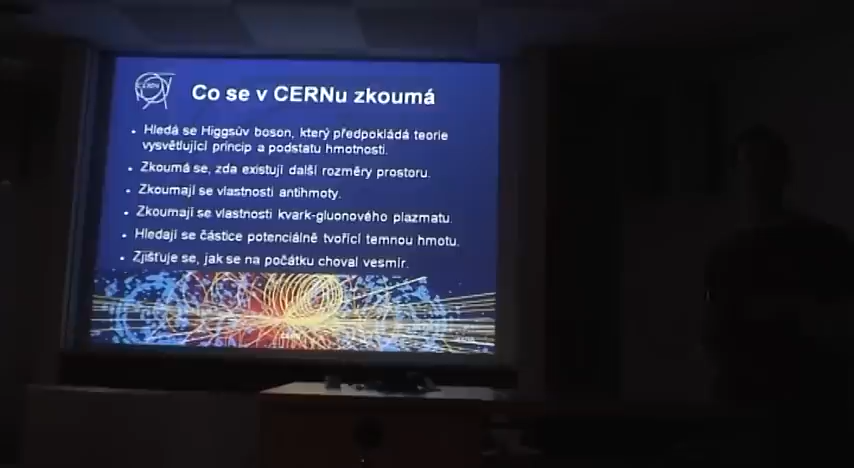 CERN
Co se v CERNu zkoumá
• Hledá se Higgsův boson, který předpokládá teorie
vysvětlující princip a podstatu hmotnosti.
• Zkoumá se, zda existují další rozměry prostoru.
• Zkoumají se vlastnosti antihmoty.
• Zkoumají se vlastnosti kvark-gluonového plazmatu.
• Hledají se částice potenciálně tvořící temnou hmotu.
• Zjišťuje se, jak se na počátku choval vesmír.